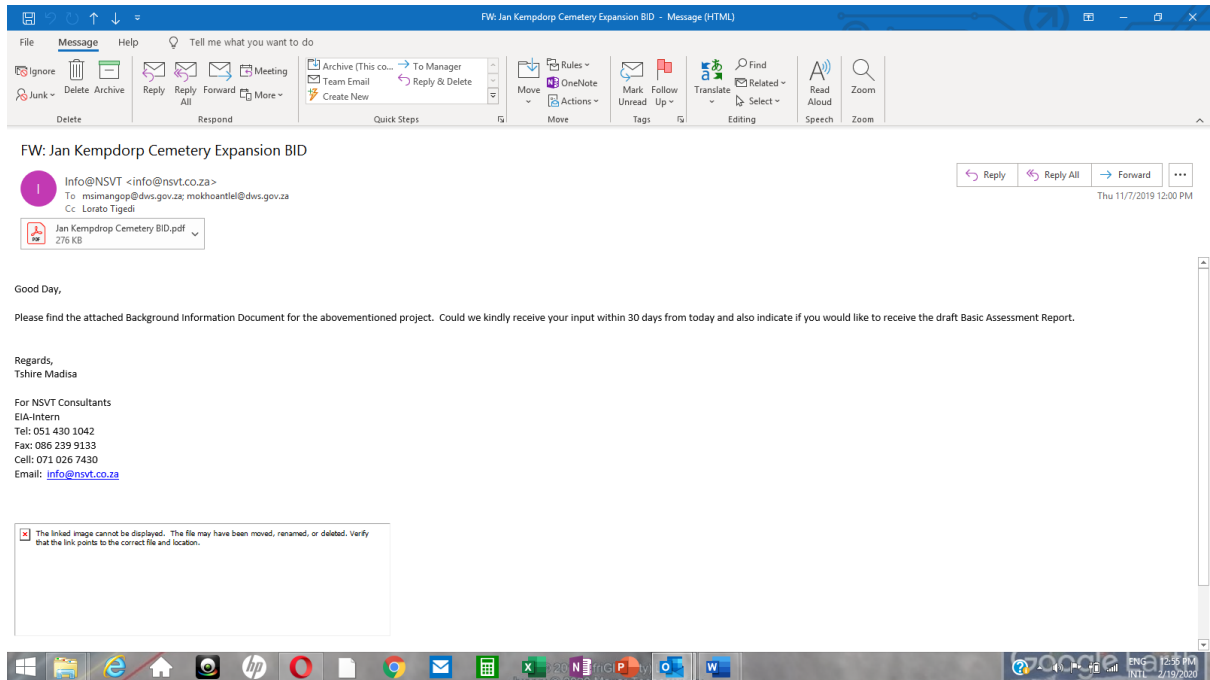 FW: Jan Kempdorp Cemetery Expansion BID - Message (HTML)
File Message Help Tell me what you want to do
Ignore
Junk
Delete
Archive
Delete
Reply
Reply All
Forward
Meeting
More
Respond
Archive (This co...
Team Email
Create New
To Manager
Reply & Delete
Quick Steps
Move
Rules
OneNote
Actions
Move
Mark Unread
Follow Up
Tags
Translate
Find
Related
Select
Editing
Read Aloud
Speech
Zoom
Zoom
FW: Jan Kempdorp Cemetery Expansion BID
I
Info@NSVT <info@nsvt.co.za>
To msimangop@dws.gov.za; mokhoantlel@dws.gov.za
Cc Lorato Tigedi
Reply Reply All Forward ...
Thu 11/7/2019 12:00 PM
PDF
Jan Kempdrop Cemetery BID.pdf
276 KB
Good Day,
Please find the attached Background Information Document for the abovementioned project. Could we kindly receive your input within 30 days from today and also indicate if you would like to receive the draft Basic Assessment Report.
Regards,
Tshire Madisa
For NSVT Consultants
EIA-Intern
Tel: 051 430 1042
Fax: 086 239 9133
Cell: 071 026 7430
Email: info@nsvt.co.za
The linked image cannot be displayed. The file may have been moved, renamed, or deleted. Verify
that the link points to the correct file and location.
Google Earth
ENG 12:55 PM
INTL 2/19/2020